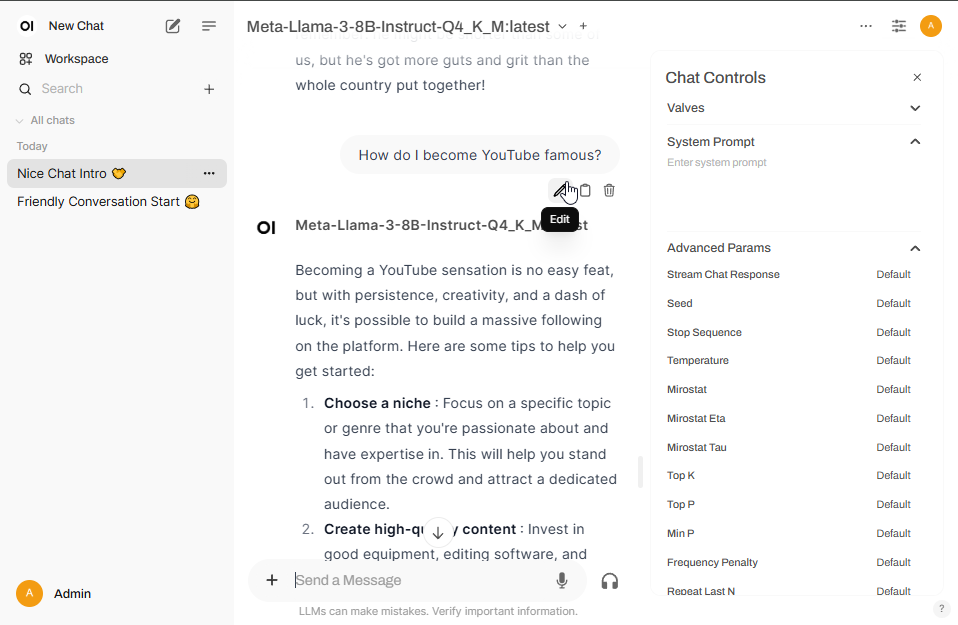 OI New Chat
Workspace
Search
All chats
Today
Nice Chat Intro
Friendly Conversation Start
A Admin
Meta-Llama-3-8B-Instruct-Q4_K_M:latest
A
us, but he's got more guts and grit than the
whole country put together!
How do I become YouTube famous?
Edit
OI Meta-Llama-3-8B-Instruct-Q4_K_M
Becoming a YouTube sensation is no easy feat,
but with persistence, creativity, and a dash of
luck, it's possible to build a massive following
on the platform. Here are some tips to help you
get started:
1. Choose a niche : Focus on a specific topic
or genre that you're passionate about and
have expertise in. This will help you stand
out from the crowd and attract a dedicated
audience.
2. Create high-quality content : Invest in
good equipment, editing software, and
Send a Message
LLMs can make mistakes. Verify important information.
Chat Controls
Valves
System Prompt
Enter system prompt
Advanced Params
Stream Chat Response Default
Seed Default
Stop Sequence Default
Temperature Default
Mirostat Default
Mirostat Eta Default
Mirostat Tau Default
Top K Default
Top P Default
Min P Default
Frequency Penalty Default
Repeat Last N Default
?